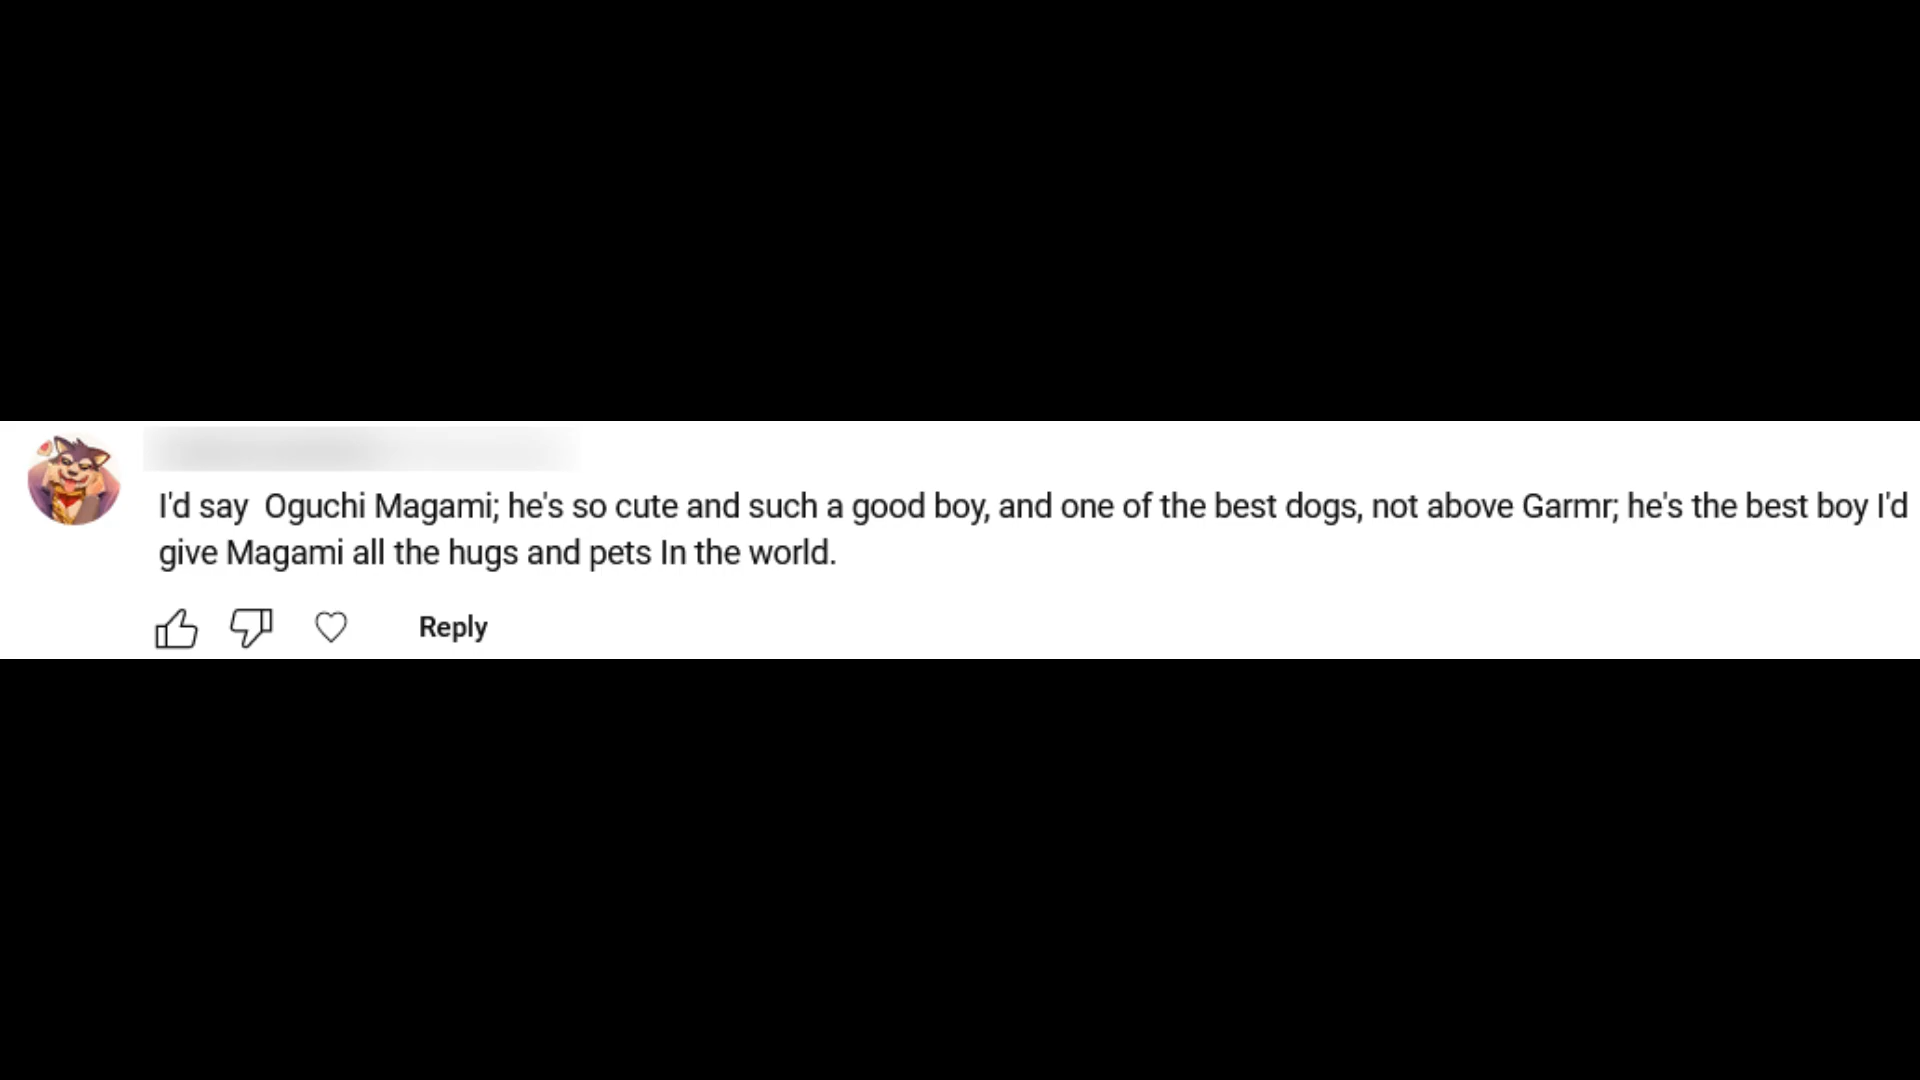 I'd say  Oguchi Magami; he's so cute and such a good boy, and one of the best dogs, not above Garmr; he's the best boy I'd
give Magami all the hugs and pets In the world.
Reply